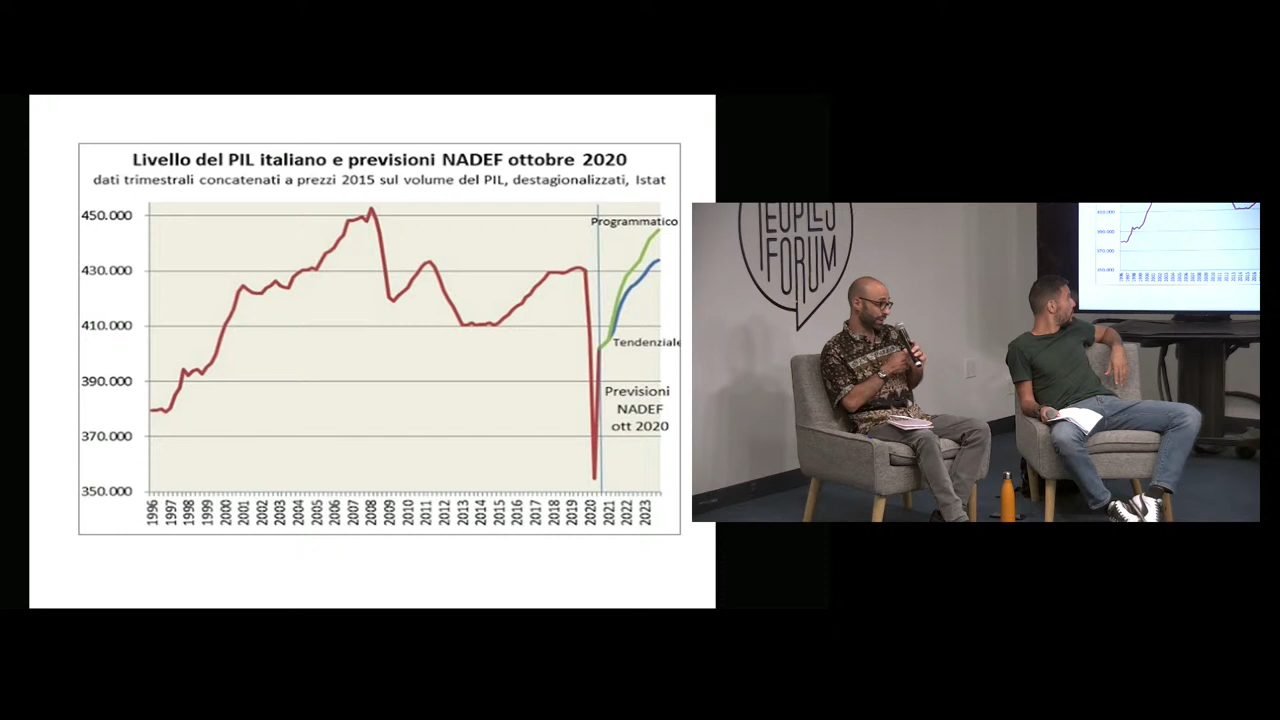 Livello del PIL italiano e previsioni NADEF ottobre 2020
dati trimestrali concatenati a prezzi 2015 sul volume del PIL, destagionalizzati, Istat
450.000
430.000
410.000
390.000
370.000
350.000
Programmatico
Tendenziale
Previsioni
NADEF
ott 2020
1996 1997 1998 1999 2000 2001 2002 2003 2004 2005 2006 2007 2008 2009 2010 2011 2012 2013 2014 2015 2016 2017 2018 2019 2020 2021 2022 2023
PEOPLES
FORUM